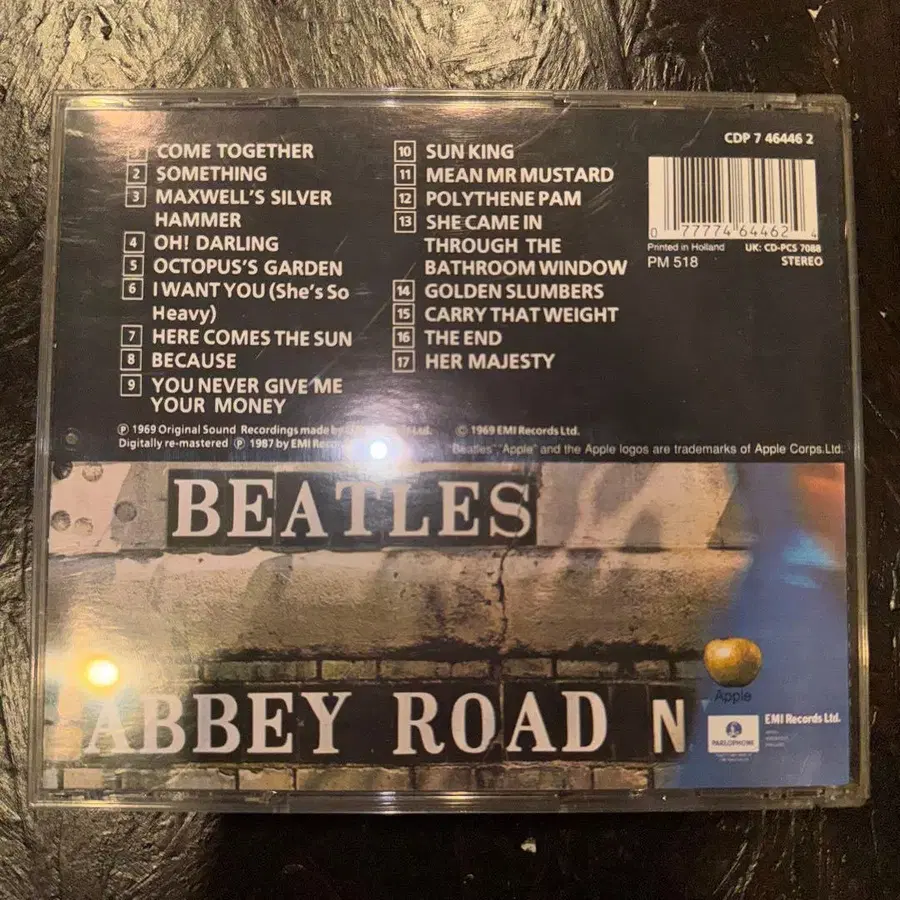 1 COME TOGETHER
2 SOMETHING
3 MAXWELL'S SILVER
HAMMER
4 OH! DARLING
5 OCTOPUS'S GARDEN
6 I WANT YOU (She's So
Heavy)
7 HERE COMES THE SUN
8 BECAUSE
9 YOU NEVER GIVE ME
YOUR MONEY
10 SUN KING
11 MEAN MR MUSTARD
12 POLYTHENE PAM
13 SHE CAME IN
THROUGH THE
BATHROOM WINDOW
14 GOLDEN SLUMBERS
15 CARRY THAT WEIGHT
16 THE END
17 HER MAJESTY
CDP 7 46446 2
0 77774 64462 4
Printed in Holland UK: CD-PCS 7088
PM 518 STEREO
℗ 1969 Original Sound Recordings made by EMI Records Ltd.
Digitally re-mastered ℗ 1987 by EMI
© 1969 EMI Records Ltd.
"Beatles" "Apple" and the Apple logos are trademarks of Apple Corps.Ltd.
BEATLES
ABBEY ROAD N
Apple
PARLOPHONE
EMI Records Ltd.